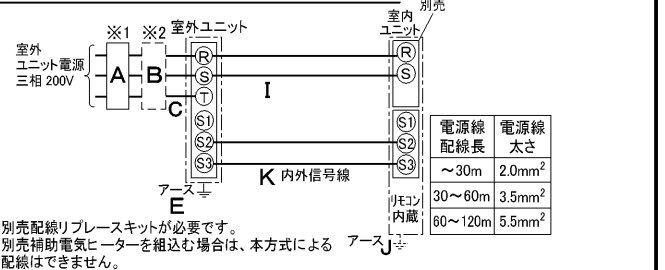 別売
※1 ※2 室外ユニット
室内
ユニット
室外
ユニット電源
三相 200V
A
B
C
R
S
T
S1
S2
S3
I
R
S
S1
S2
S3
K 内外信号線
アース
E
リモコン
内蔵
アース J
電源線
配線長
電源線
太さ
～30m 2.0mm²
30～60m 3.5mm²
60～120m 5.5mm²
別売配線リプレースキットが必要です。
別売補助電気ヒーターを組込む場合は、本方式による
配線はできません。